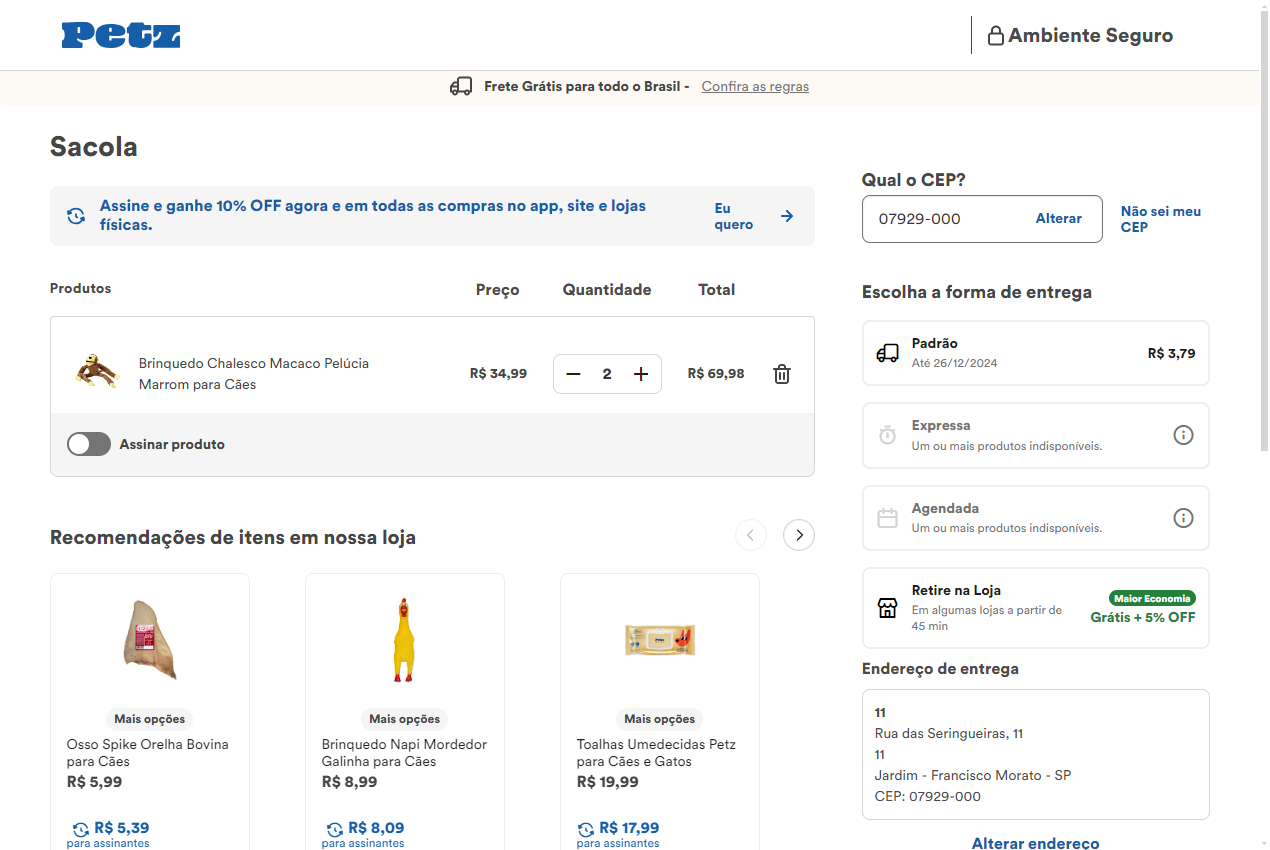 Petz
Ambiente Seguro
Frete Grátis para todo o Brasil - Confira as regras
Sacola
Assine e ganhe 10% OFF agora e em todas as compras no app, site e lojas
físicas.
Eu
quero
Produtos
Preço
Quantidade
Total
Brinquedo Chalesco Macaco Pelúcia
Marrom para Cães
R$ 34,99
2
R$ 69,98
Assinar produto
Recomendações de itens em nossa loja
Mais opções
Osso Spike Orelha Bovina
para Cães
R$ 5,99
R$ 5,39
para assinantes
Mais opções
Brinquedo Napi Mordedor
Galinha para Cães
R$ 8,99
R$ 8,09
para assinantes
Mais opções
Toalhas Umedecidas Petz
para Cães e Gatos
R$ 19,99
R$ 17,99
para assinantes
Qual o CEP?
07929-000
Alterar
Não sei meu
CEP
Escolha a forma de entrega
Padrão
Até 26/12/2024
R$ 3,79
Expressa
Um ou mais produtos indisponíveis.
Agendada
Um ou mais produtos indisponíveis.
Retire na Loja
Em algumas lojas a partir de
45 min
Maior Economia
Grátis + 5% OFF
Endereço de entrega
11
Rua das Seringueiras, 11
11
Jardim - Francisco Morato - SP
CEP: 07929-000
Alterar endereço